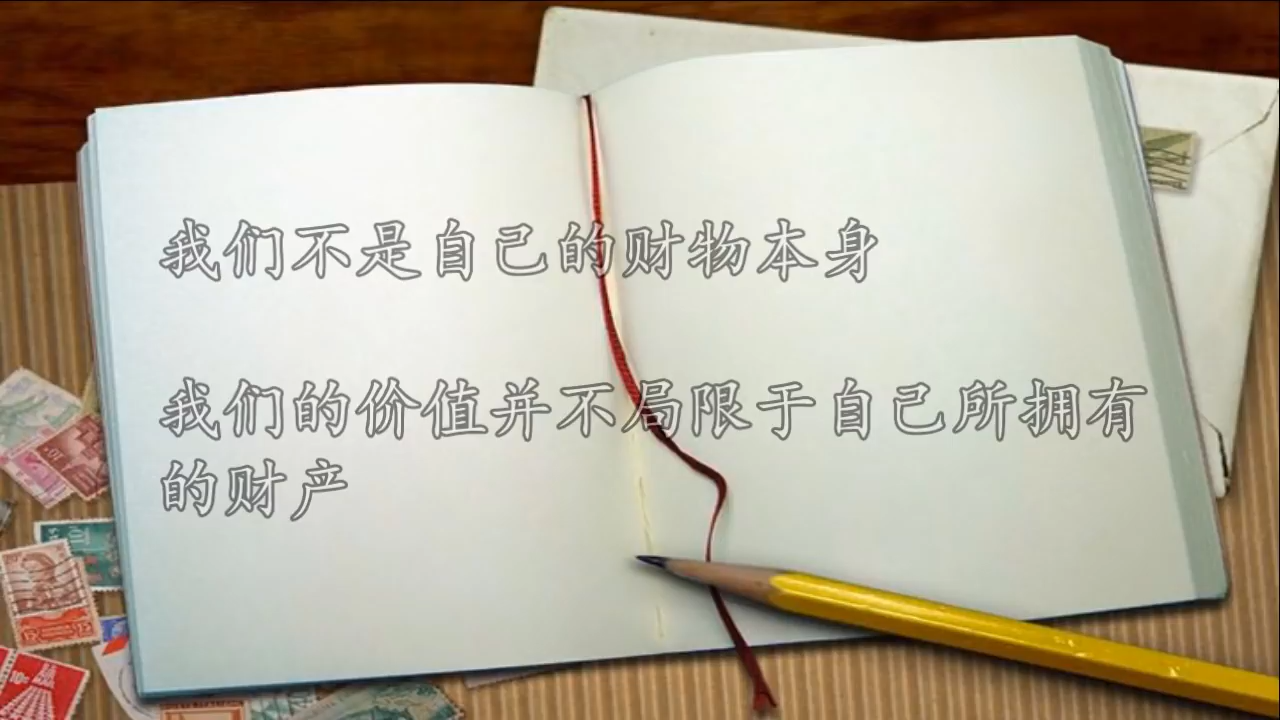 我们不是自己的财物本身
我们的价值并不局限于自己所拥有
的财产